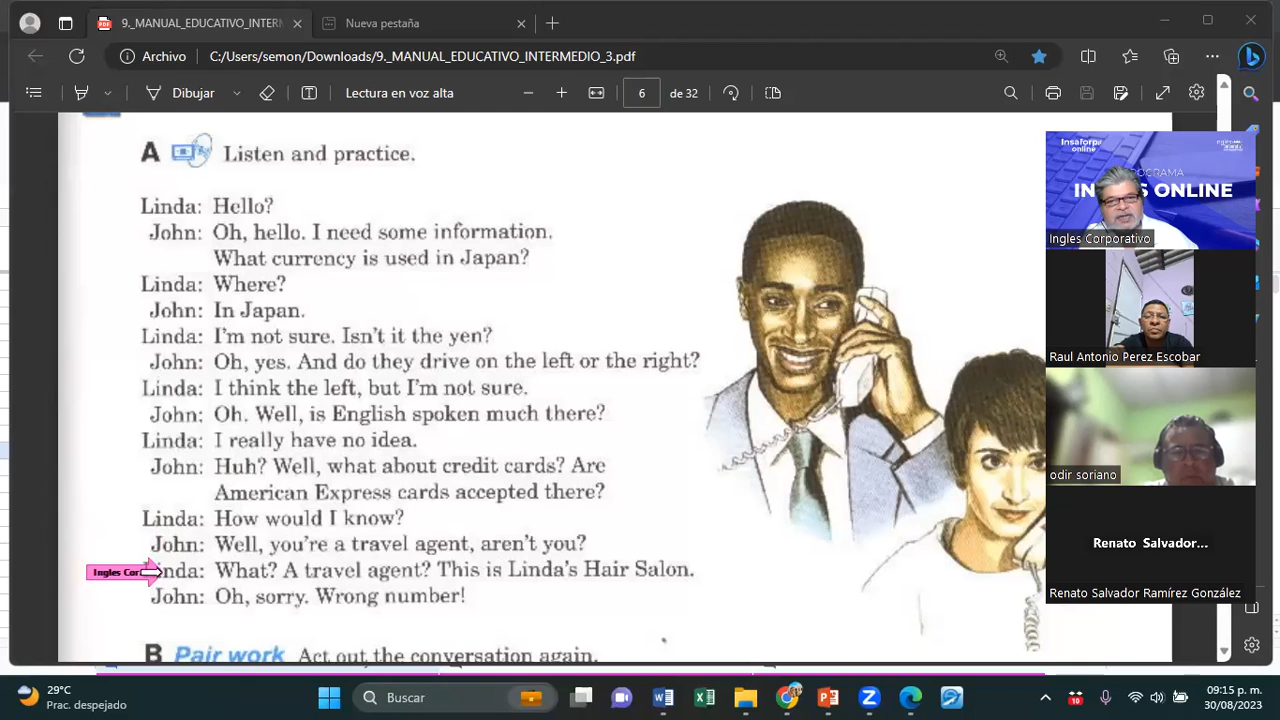 9._MANUAL_EDUCATIVO_INTERM
Nueva pestaña
Archivo
C:/Users/semon/Downloads/9._MANUAL_EDUCATIVO_INTERMEDIO_3.pdf
Dibujar
Lectura en voz alta
6
de 32
A Listen and practice.
Linda: Hello?
John: Oh, hello. I need some information.
What currency is used in Japan?
Linda: Where?
John: In Japan.
Linda: I'm not sure. Isn't it the yen?
John: Oh, yes. And do they drive on the left or the right?
Linda: I think the left, but I'm not sure.
John: Oh. Well, is English spoken much there?
Linda: I really have no idea.
John: Huh? Well, what about credit cards? Are
American Express cards accepted there?
Linda: How would I know?
John: Well, you're a travel agent, aren't you?
Ingles Cor
nda: What? A travel agent? This is Linda's Hair Salon.
John: Oh, sorry. Wrong number!
B Pair work Act out the conversation again.
Insaforp
online
OGRAMA
IN S ONLINE
Ingles Corporativo
Raul Antonio Perez Escobar
odir soriano
Renato Salvador...
Renato Salvador Ramírez González
29°C
Prac. despejado
Buscar
10
09:15 p. m.
30/08/2023